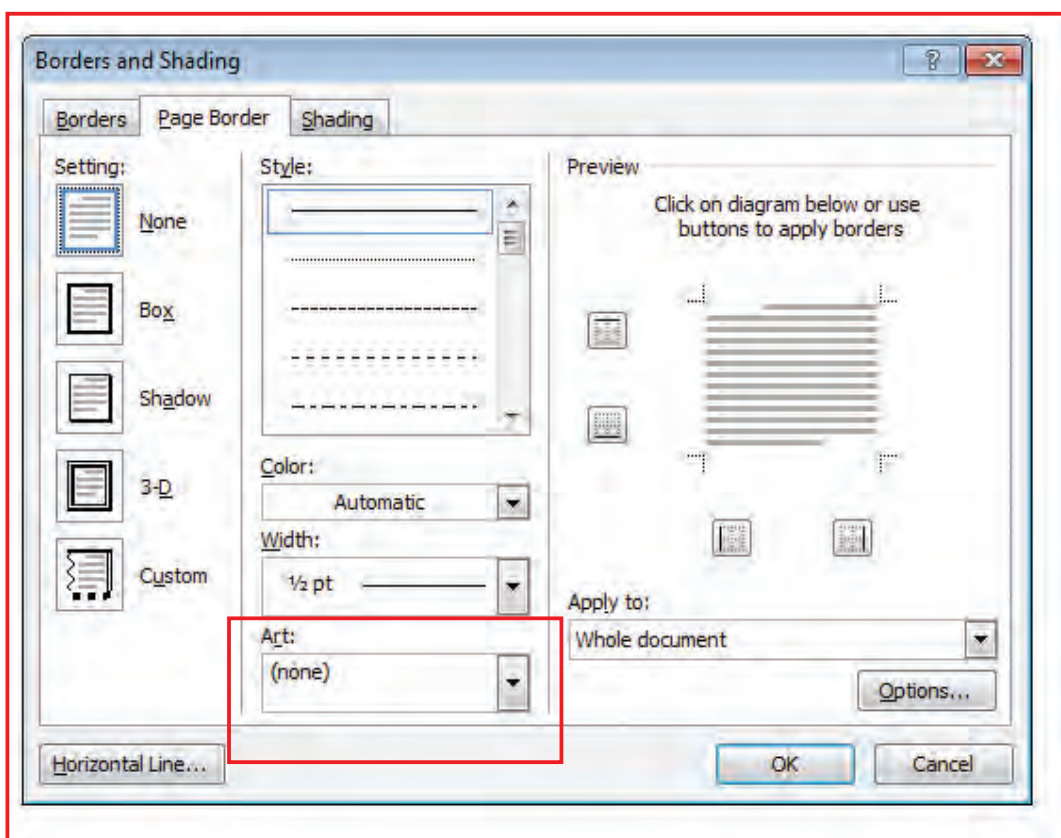 Borders and Shading
Borders
Page Border
Shading
Setting:
None
Box
Shadow
3-D
Custom
Style:
Color:
Automatic
Width:
½ pt
Art:
(none)
Preview
Click on diagram below or use
buttons to apply borders
Apply to:
Whole document
Options...
Horizontal Line...
OK
Cancel